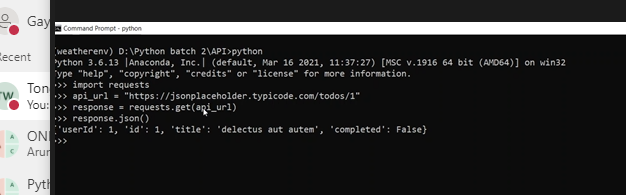 Gay
Recent
Ton
You:
ON
Arun
Pyth
Command Prompt - python
(weatherenv) D:\Python batch 2\API>python
Python 3.6.13 |Anaconda, Inc.| (default, Mar 16 2021, 11:37:27) [MSC v.1916 64 bit (AMD64)] on win32
Type "help", "copyright", "credits" or "license" for more information.
>>> import requests
>>> api_url = "https://jsonplaceholder.typicode.com/todos/1"
>>> response = requests.get(api_url)
>>> response.json()
{'userId': 1, 'id': 1, 'title': 'delectus aut autem', 'completed': False}
>>>